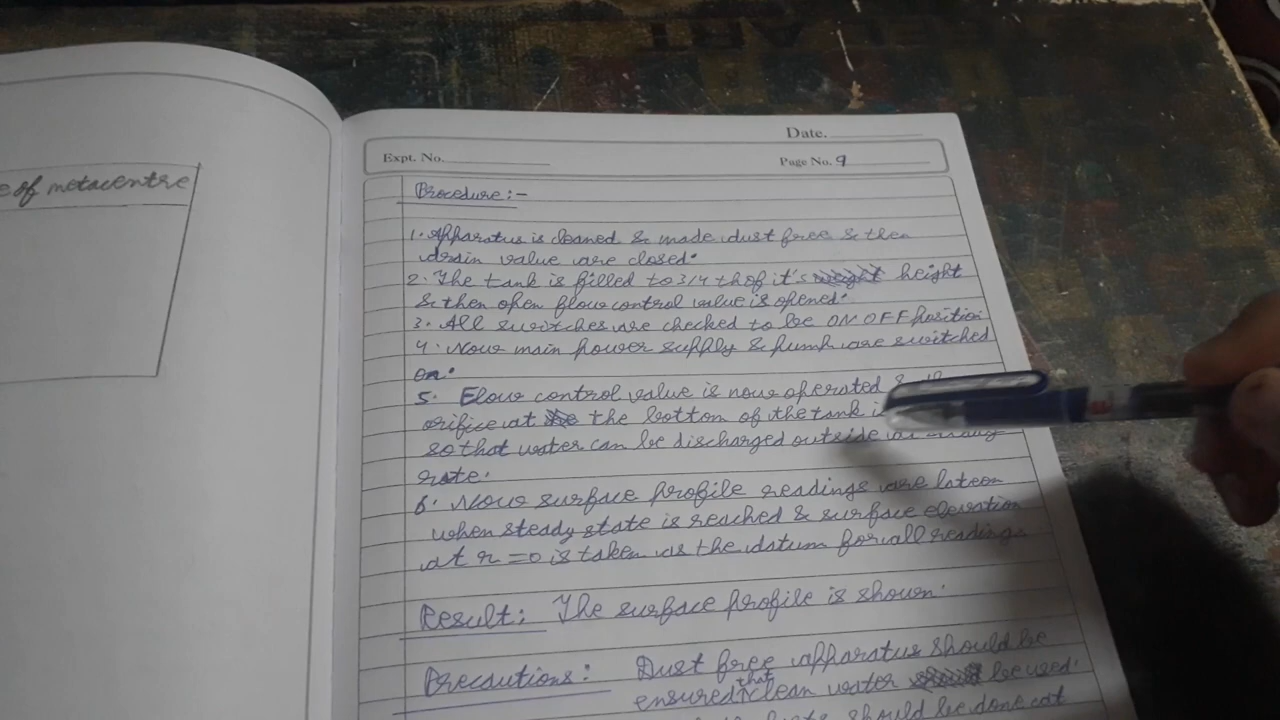 e of metacentre
Date.
Expt. No.
Page No. 9
Procedure:-
1. Apparatus is cleaned & made dust free & then
drain value are closed.
2. The tank is filled to 3/4 th of it's height
& then open flow control value is opened.
3. All switches are checked to be ON OFF position
4. Now main power supply & pump are switched
on.
5. Flow control value is now operated &
orifice at the bottom of the tank
so that water can be discharged outside
rate.
6. Now surface profile readings are
when steady state is reached & surface elevation
at r = 0 is taken as the datum for all readings
Result: The surface profile is shown.
Precautions: Dust free apparatus should be
ensured that clean water be used.
should be done at